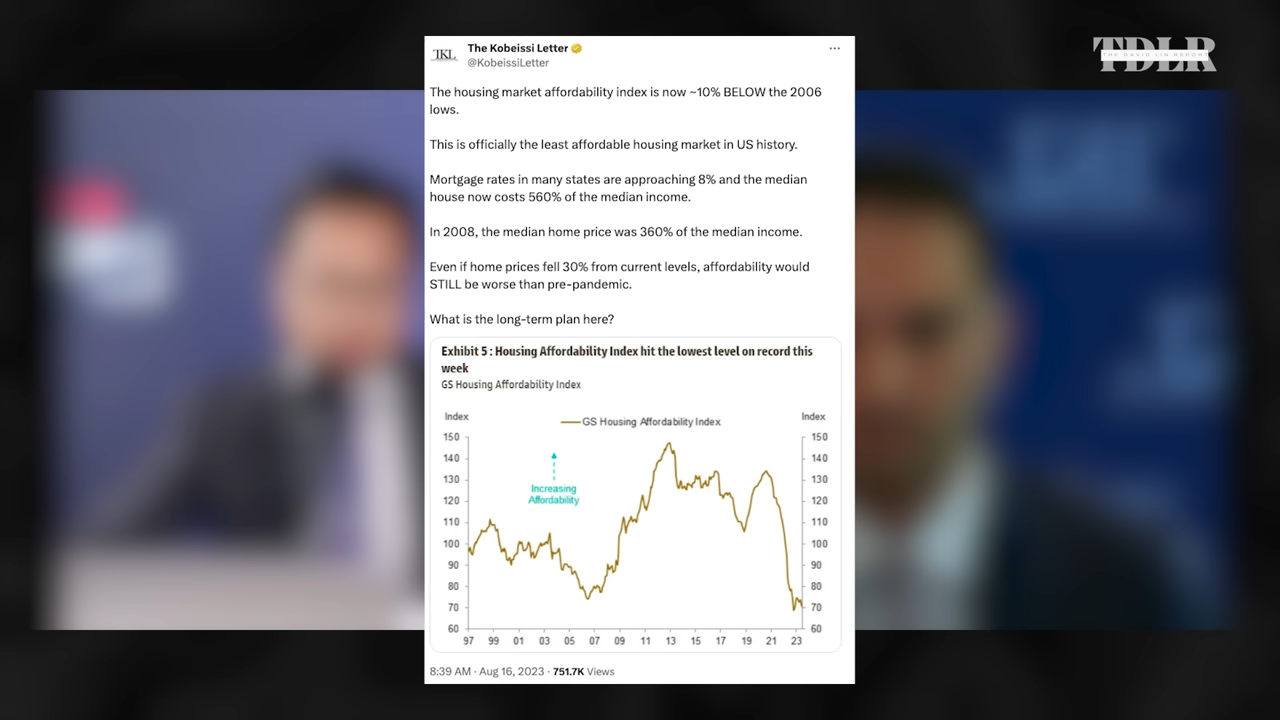 TDLR
THE DAVID LIN REPORT
TKL
The Kobeissi Letter
@KobeissiLetter
The housing market affordability index is now ~10% BELOW the 2006
lows.
This is officially the least affordable housing market in US history.
Mortgage rates in many states are approaching 8% and the median
house now costs 560% of the median income.
In 2008, the median home price was 360% of the median income.
Even if home prices fell 30% from current levels, affordability would
STILL be worse than pre-pandemic.
What is the long-term plan here?
Exhibit 5 : Housing Affordability Index hit the lowest level on record this
week
GS Housing Affordability Index
Index
GS Housing Affordability Index
Index
150
150
140
140
130
130
120
120
110
110
100
100
90
90
80
80
70
70
60
60
Increasing
Affordability
97 99 01 03 05 07 09 11 13 15 17 19 21 23
8:39 AM · Aug 16, 2023 · 751.7K Views